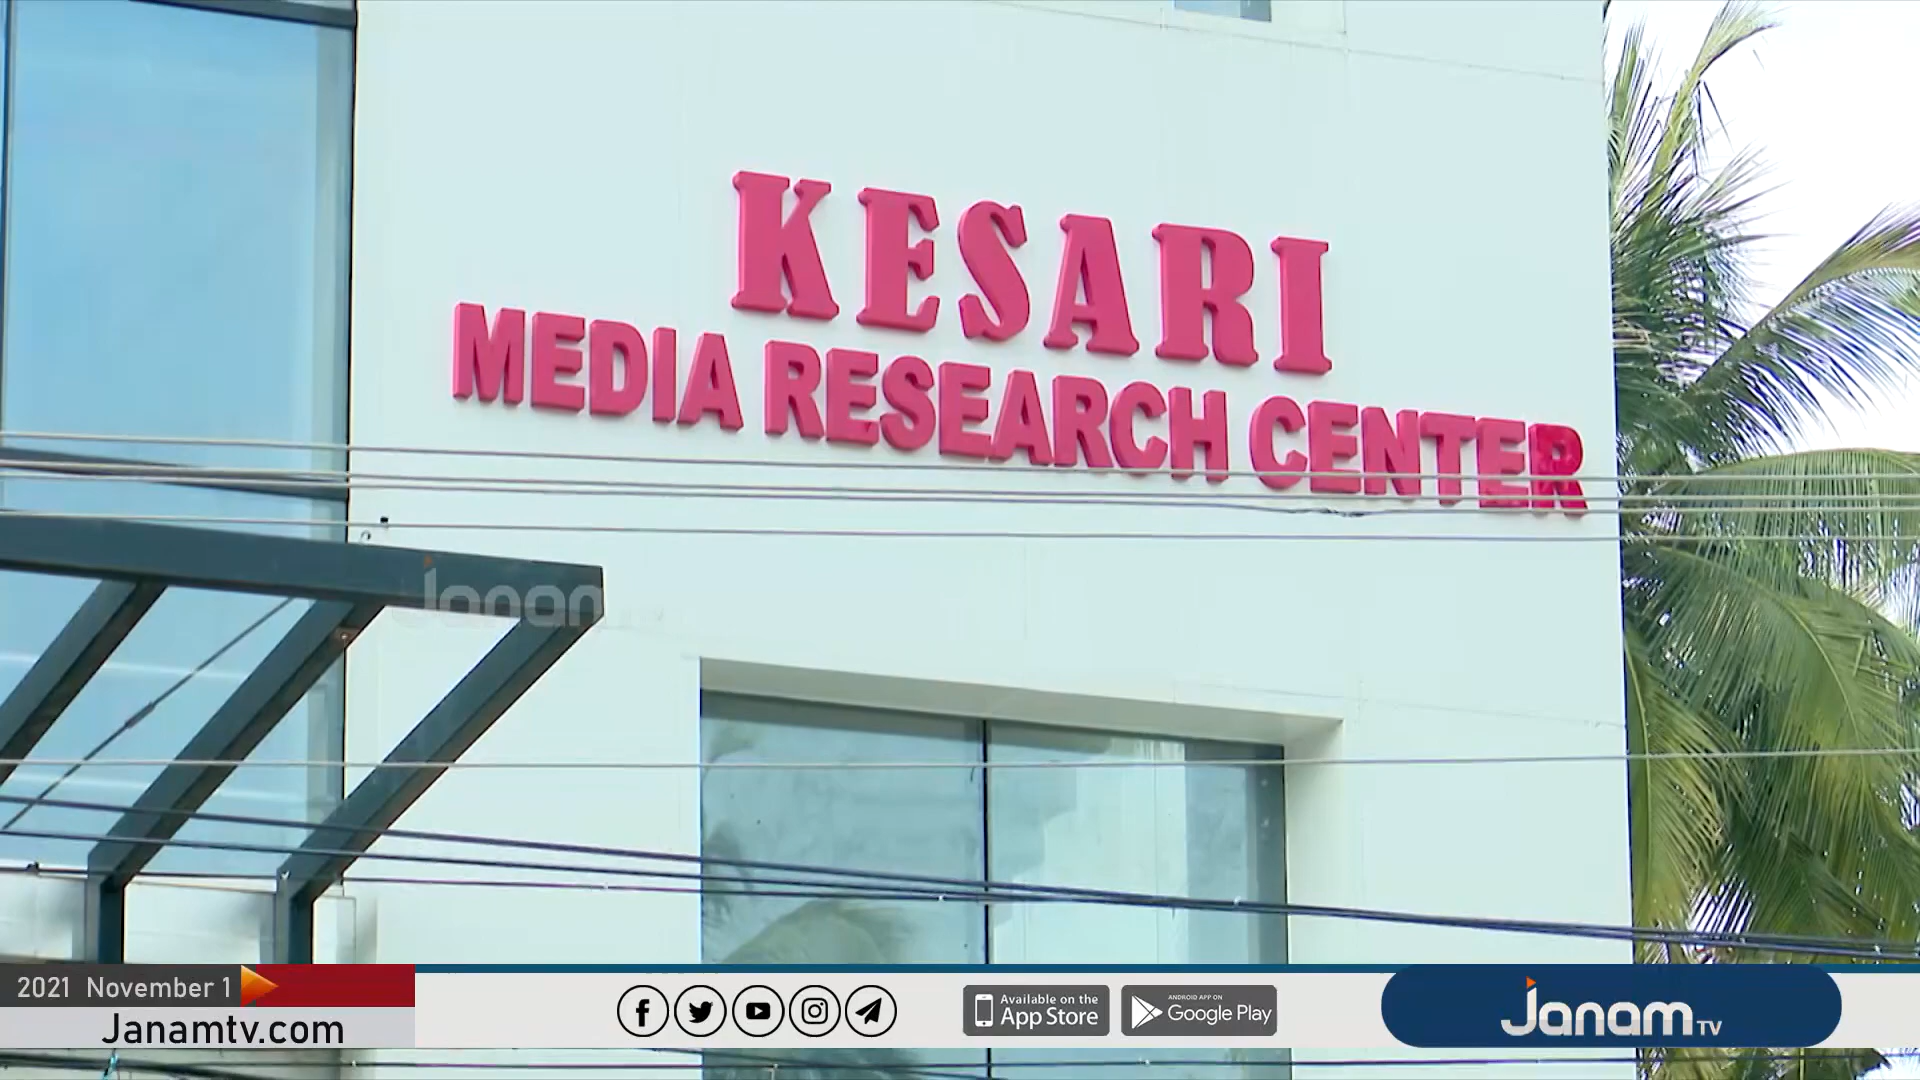 KESARI
MEDIA RESEARCH CENTER
Janam
2021 November 1
Janamtv.com
Available on the
App Store
ANDROID APP ON
Google Play
Janam TV